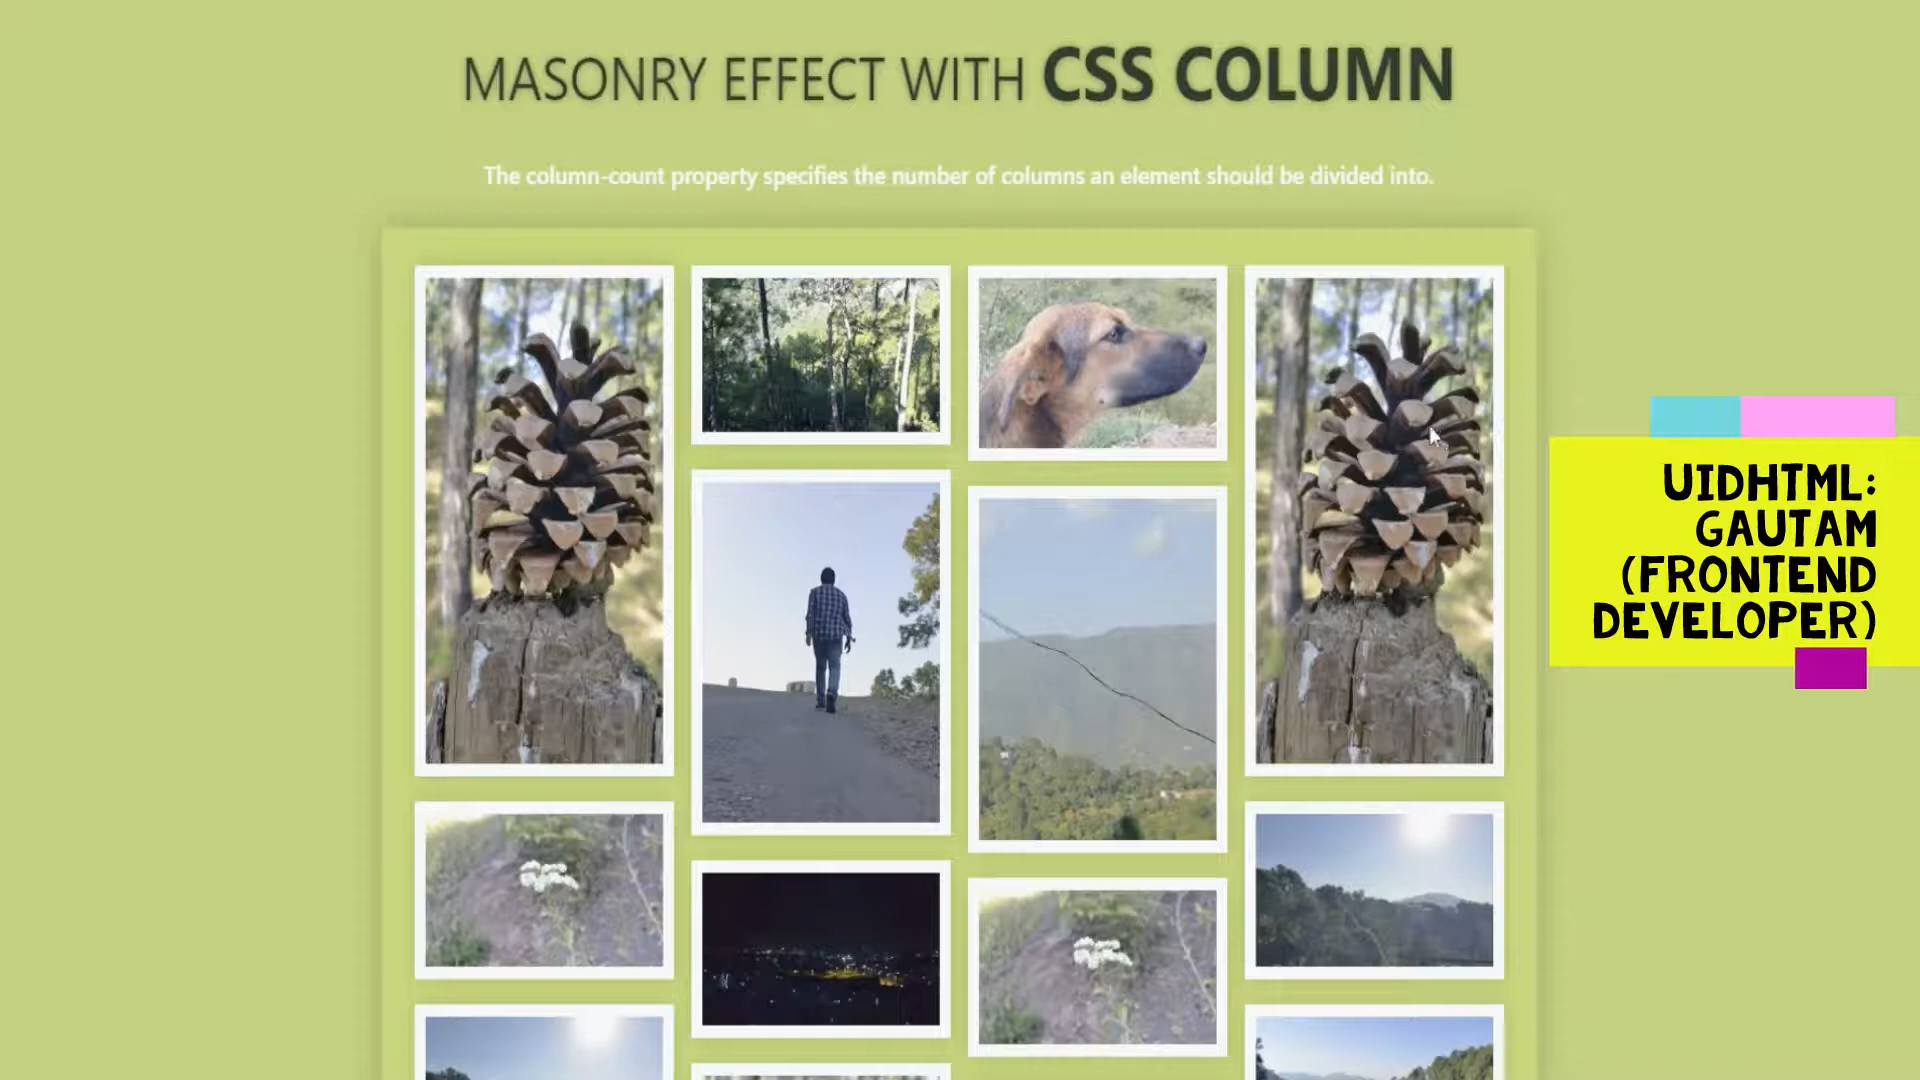 MASONRY EFFECT WITH CSS COLUMN
The column-count property specifies the number of columns an element should be divided into.
UIDHTML:
GAUTAM
(FRONTEND
DEVELOPER)